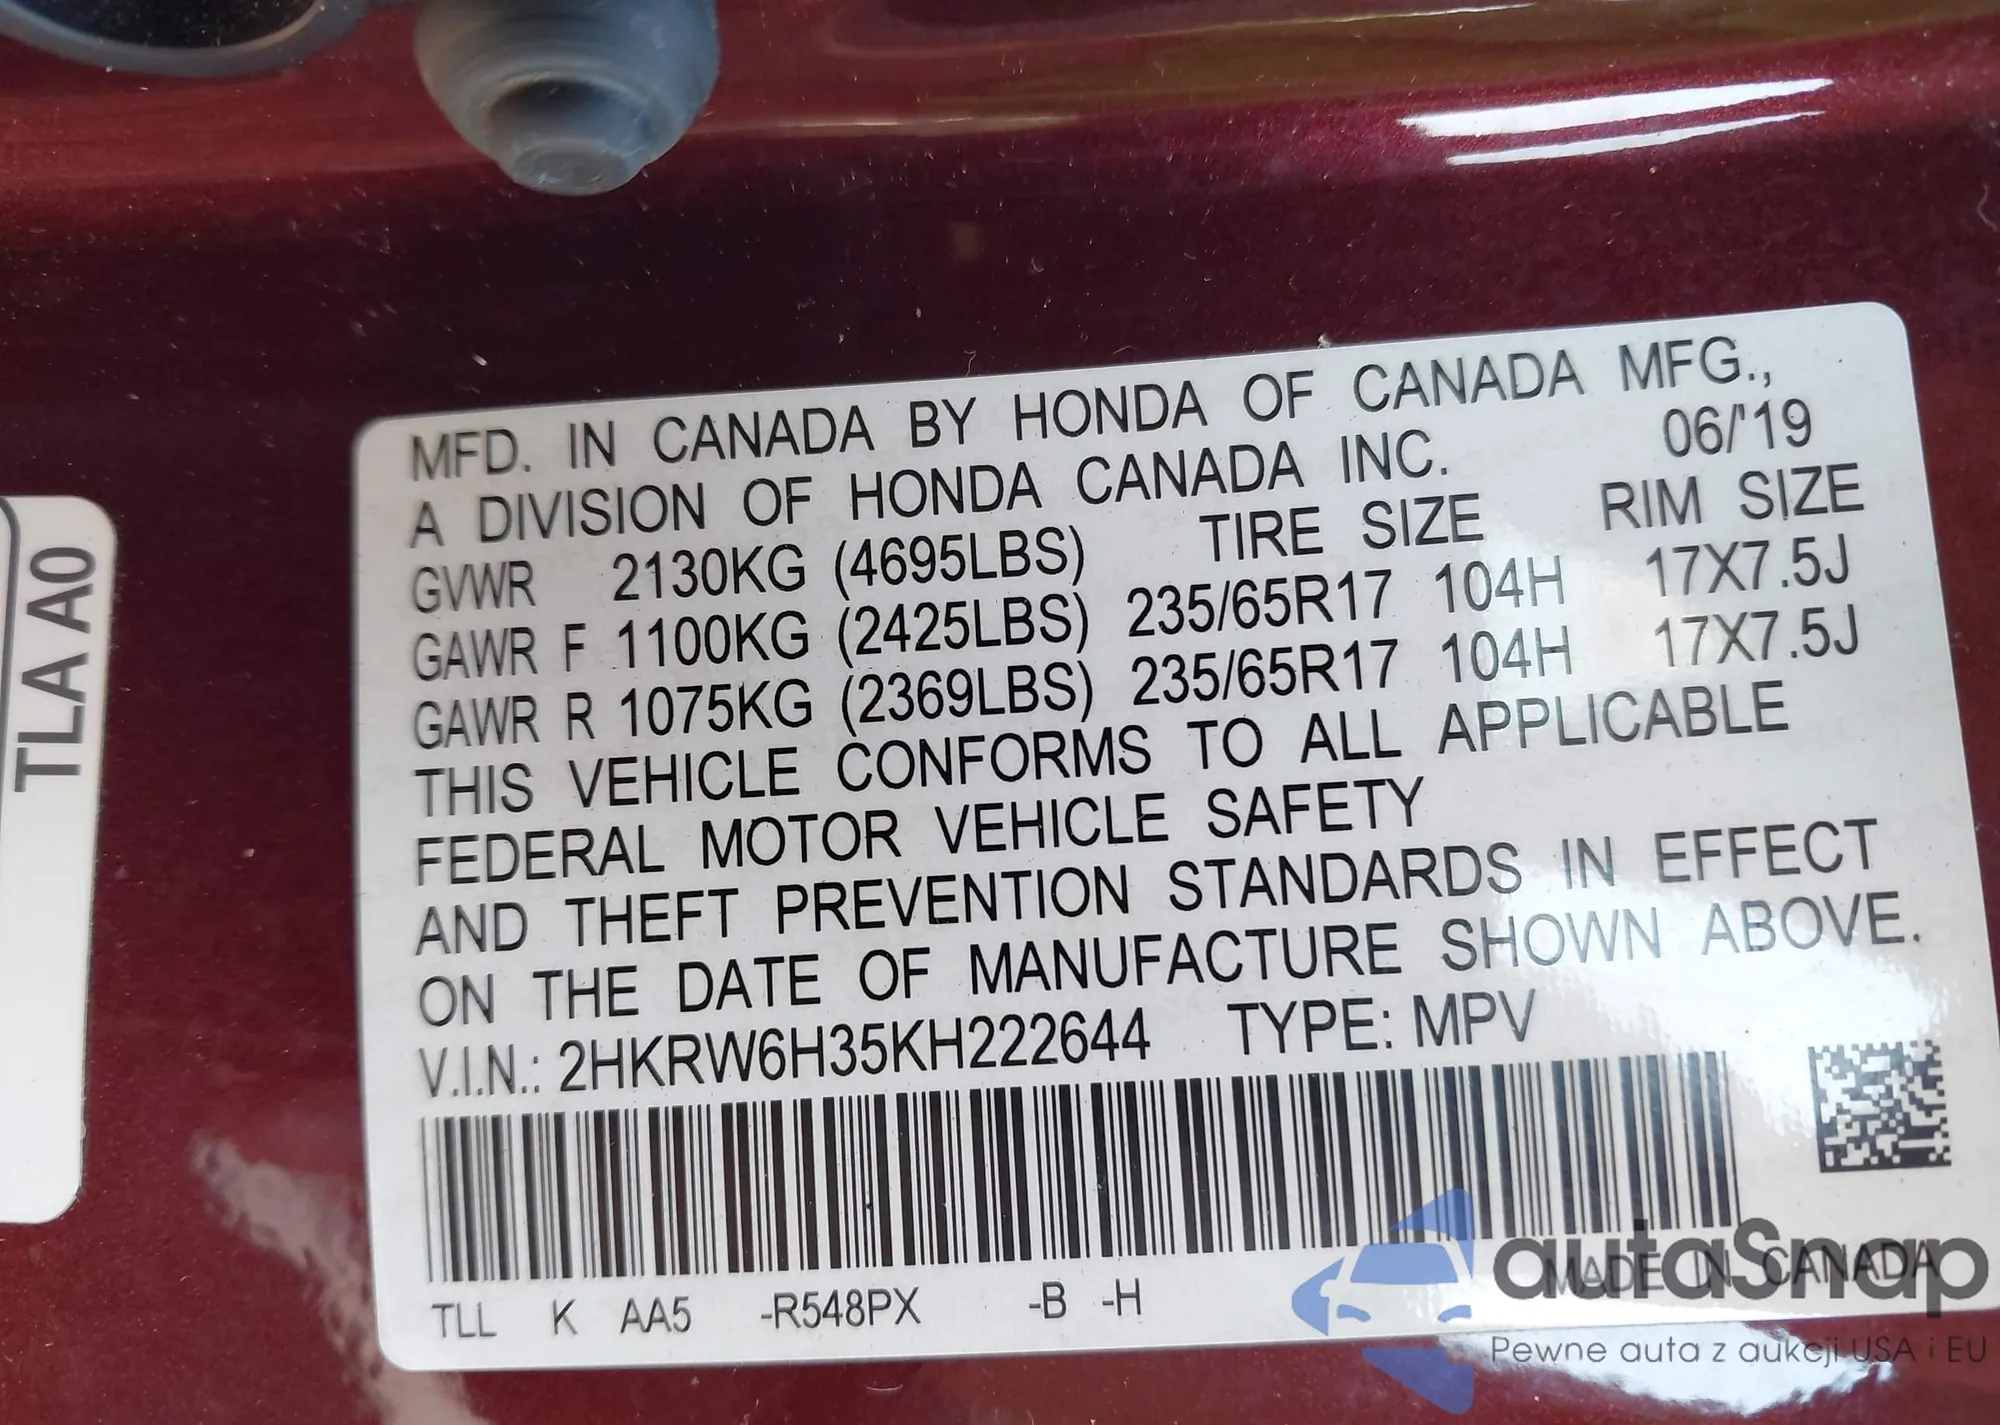 MFD. IN CANADA BY HONDA OF CANADA MFG.,
A DIVISION OF HONDA CANADA INC. 06/'19
GVWR 2130KG (4695LBS) TIRE SIZE RIM SIZE
GAWR F 1100KG (2425LBS) 235/65R17 104H 17X7.5J
GAWR R 1075KG (2369LBS) 235/65R17 104H 17X7.5J
THIS VEHICLE CONFORMS TO ALL APPLICABLE
FEDERAL MOTOR VEHICLE SAFETY
AND THEFT PREVENTION STANDARDS IN EFFECT
ON THE DATE OF MANUFACTURE SHOWN ABOVE.
V.I.N.: 2HKRW6H35KH222644 TYPE: MPV
MADE IN CANADA
TLL K AA5 -R548PX -B -H
TLA A0
autaSnap
Pewne auta z aukcji USA i EU